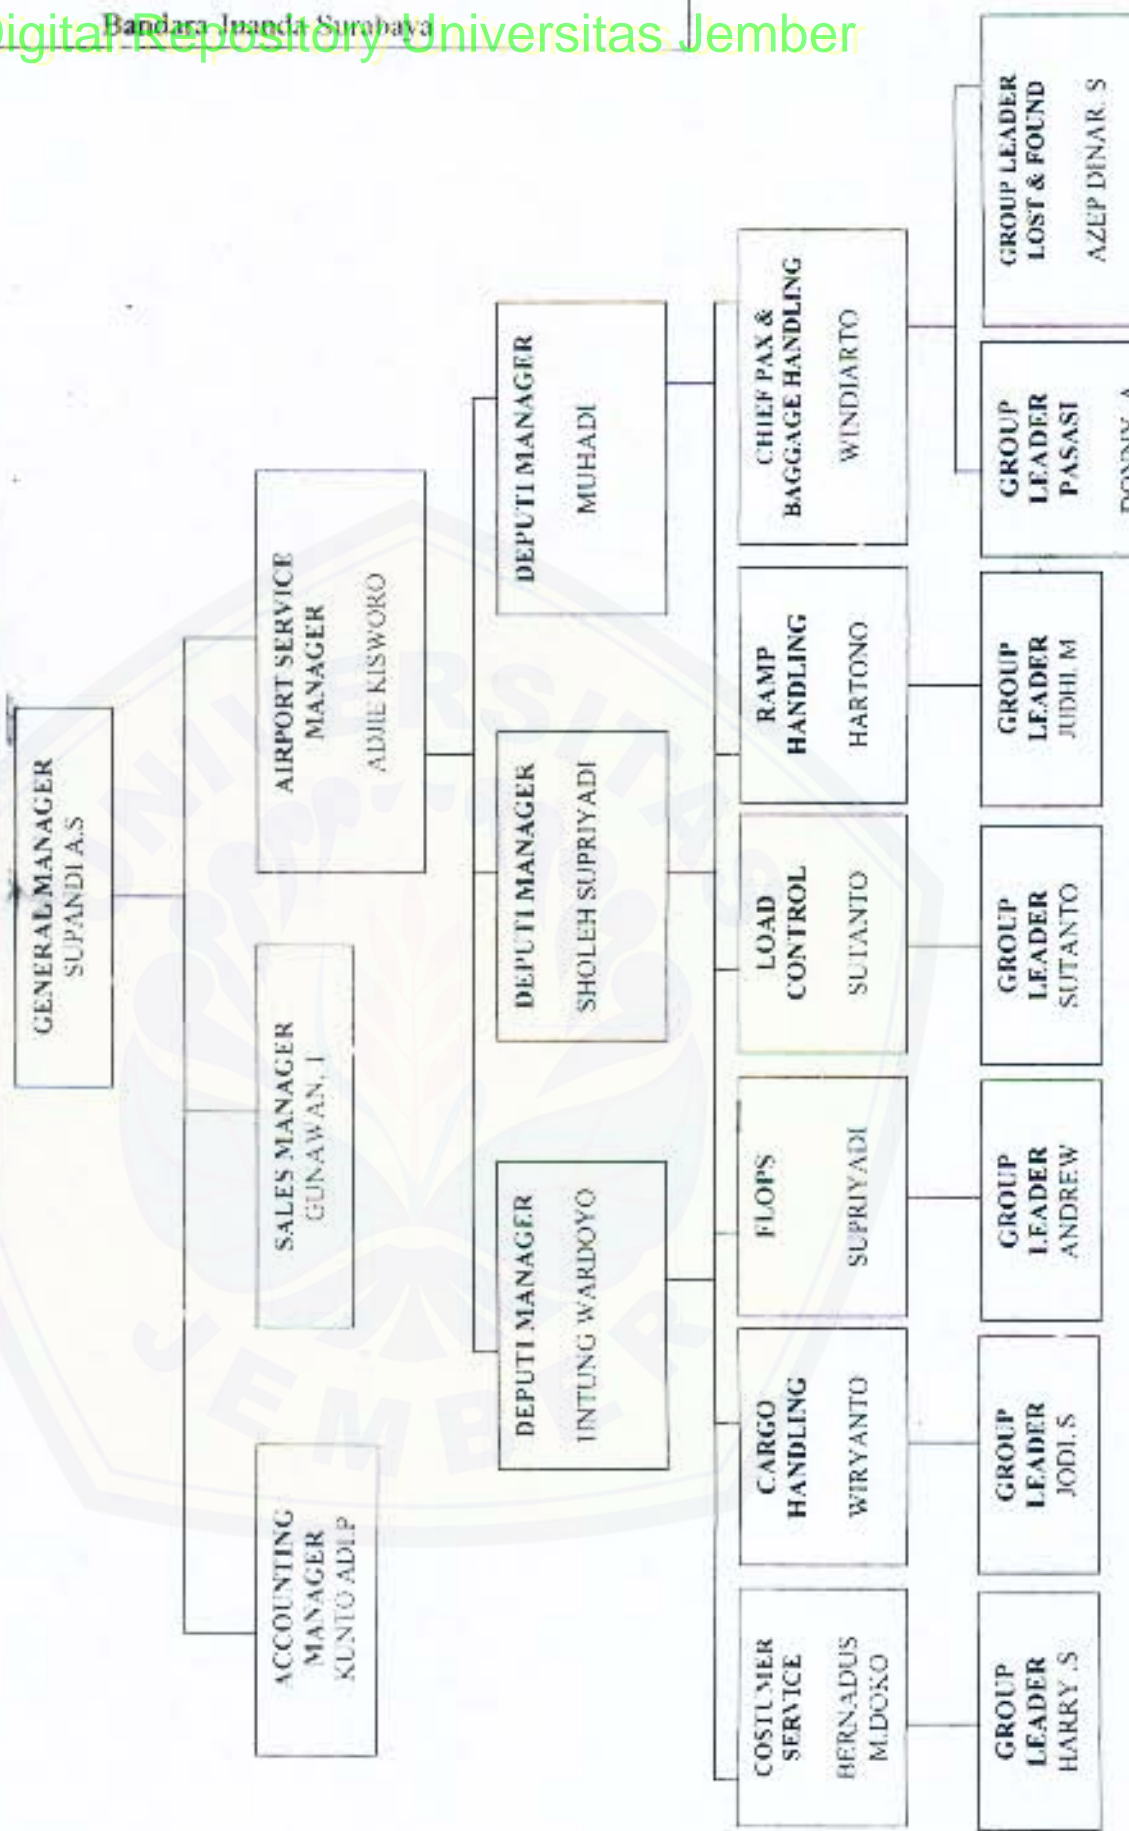 Digital Repository Universitas Jember
Bandara Juanda Surabaya
GENERAL MANAGER
SUPANDI A.S
ACCOUNTING
MANAGER
KUNTO ADI.P
SALES MANAGER
GUNAWAN. T
AIRPORT SERVICE
MANAGER
ADJIE KISWORO
DEPUTI MANAGER
WARDOYO
DEPUTI MANAGER
SHOLEH SUPRIYADI
DEPUTI MANAGER
MUHADI
COSTUMER
SERVICE
BERNADUS
M.DOKO
CARGO
HANDLING
WIRYANTO
FLOPS
SUPRIYADI
LOAD
CONTROL
SUTANTO
RAMP
HANDLING
HARTONO
CHIEF PAX &
BAGGAGE HANDLING
WINDIARTO
GROUP
LEADER
HARRY .S
GROUP
LEADER
JODI. S
GROUP
LEADER
ANDREW
GROUP
LEADER
SUTANTO
GROUP
LEADER
JUDHI. M
GROUP
LEADER
PASASI
DONNY. A
GROUP LEADER
LOST & FOUND
AZEP DINAR. S